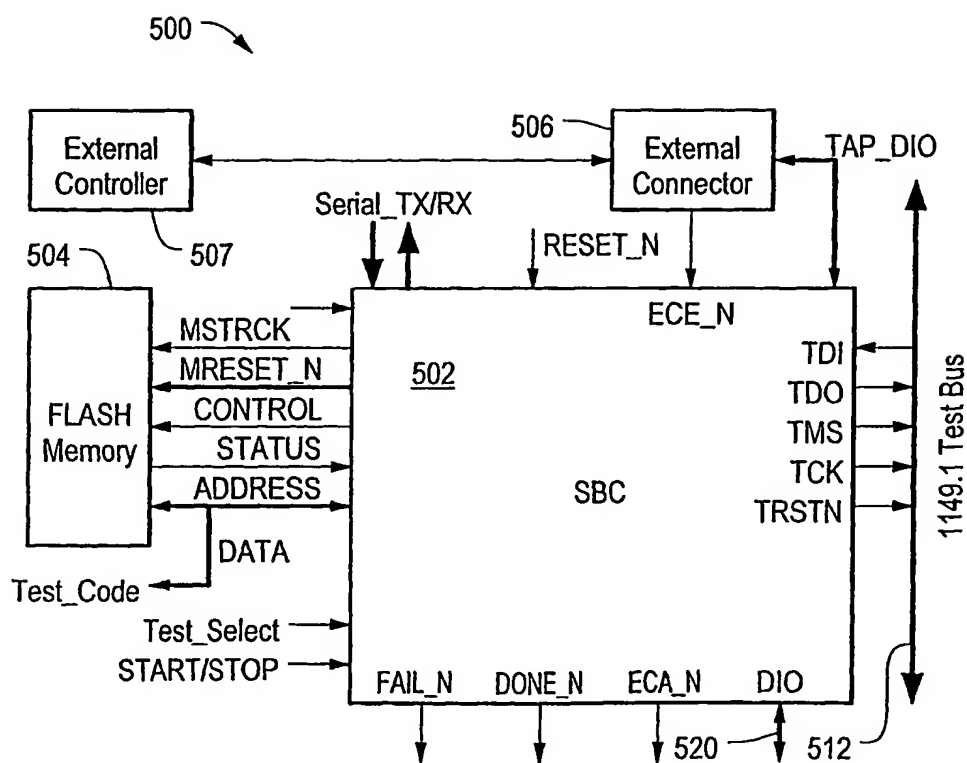 500
External
Controller
506
External
Connector
TAP_DIO
Serial_TX/RX
504
507
RESET_N
ECE_N
MSTRCK
MRESET_N
CONTROL
STATUS
ADDRESS
FLASH
Memory
502
SBC
TDI
TDO
TMS
TCK
TRSTN
1149.1 Test Bus
DATA
Test_Code
Test_Select
START/STOP
FAIL_N
DONE_N
ECA_N
DIO
520
512